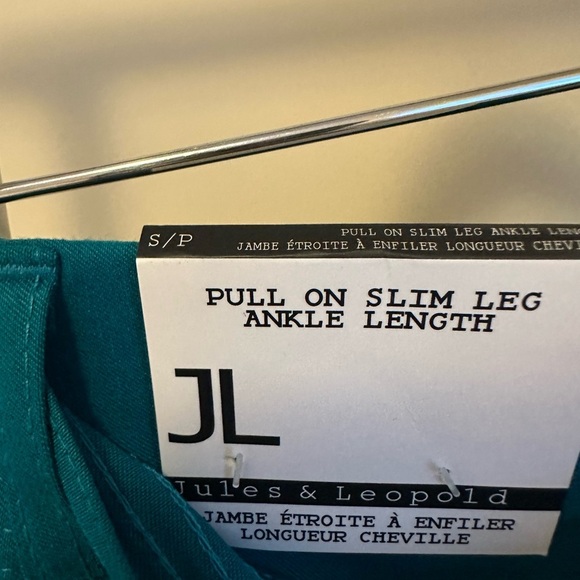 S/P
PULL ON SLIM LEG ANKLE
JAMBE ÉTROITE À ENFILER LONGUEUR
PULL ON SLIM LEG
ANKLE LENGTH
JL
Jules & Leopold
JAMBE ÉTROITE À ENFILER
LONGUEUR CHEVILLE